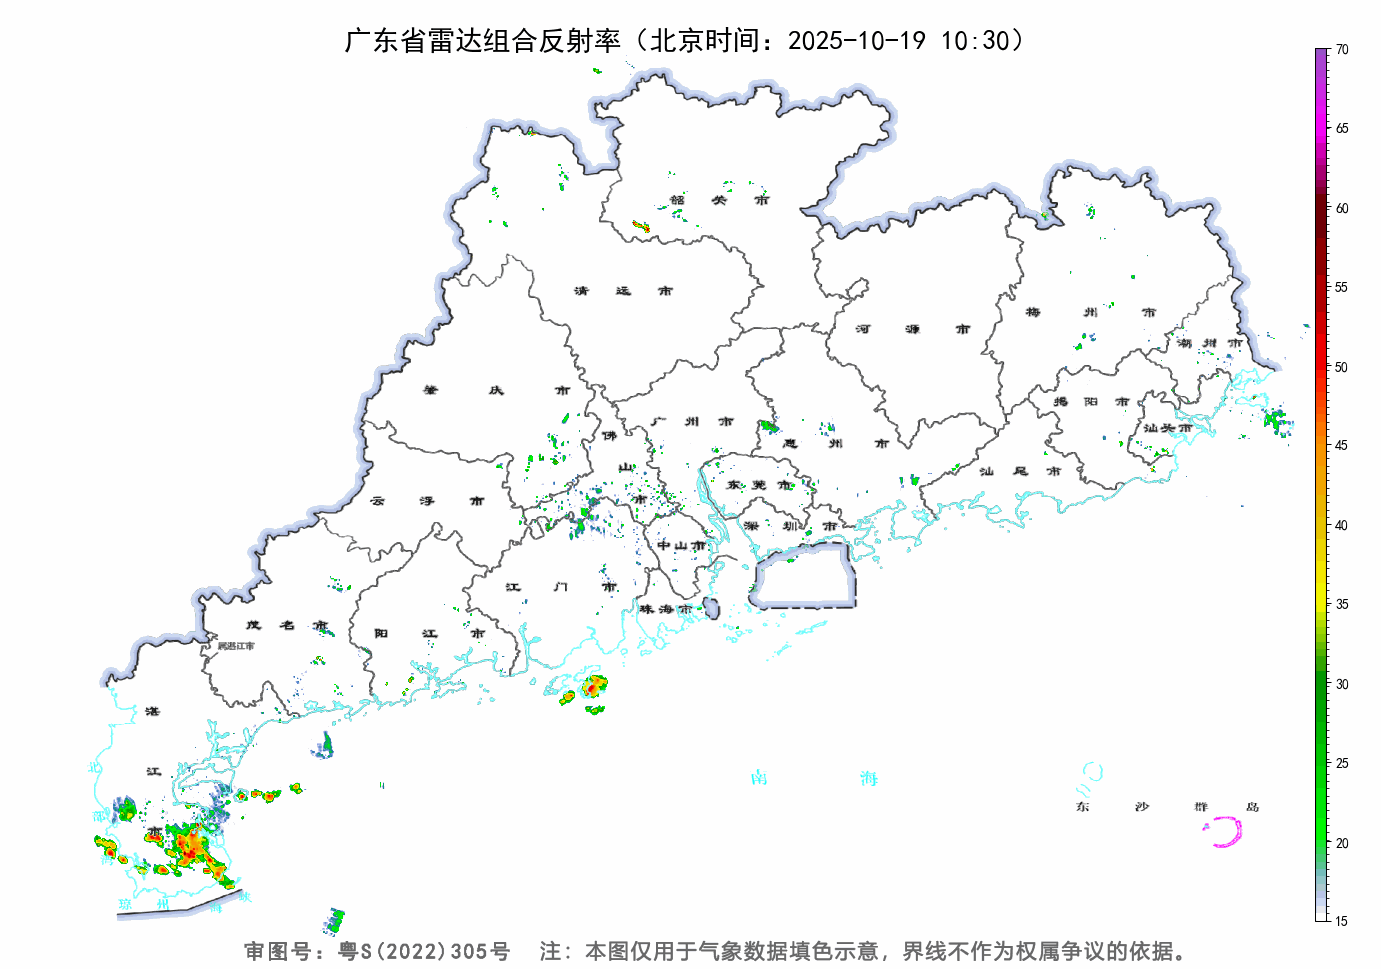 广东省雷达组合反射率（北京时间：2025-10-19 10:30）
70
65
60
55
50
45
40
35
30
25
20
15
韶关市
清远市
河源市
梅州市
潮州市
肇庆市
广州市
佛山市
惠州市
揭阳市
汕头市
汕尾市
东莞市
云浮市
深圳市
中山市
江门市
珠海市
茂名市
阳江市
属湛江市
湛江市
北部湾
南海
东沙群岛
琼州海峡
审图号：粤S(2022)305号 注：本图仅用于气象数据填色示意，界线不作为权属争议的依据。